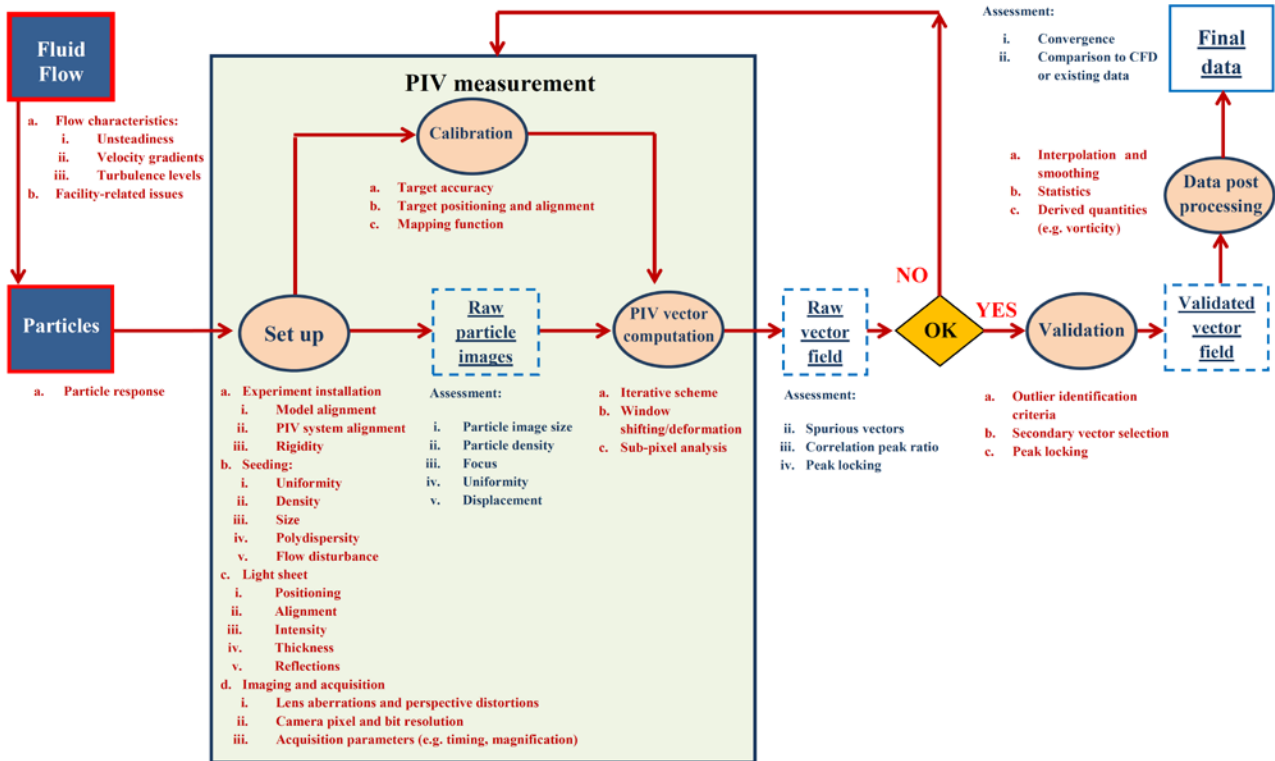 Fluid
Flow
a. Flow characteristics:
i. Unsteadiness
ii. Velocity gradients
iii. Turbulence levels
b. Facility-related issues
Particles
a. Particle response
PIV measurement
Calibration
a. Target accuracy
b. Target positioning and alignment
c. Mapping function
Set up
a. Experiment installation
i. Model alignment
ii. PIV system alignment
iii. Rigidity
b. Seeding:
i. Uniformity
ii. Density
iii. Size
iv. Polydispersity
v. Flow disturbance
c. Light sheet
i. Positioning
ii. Alignment
iii. Intensity
iv. Thickness
v. Reflections
d. Imaging and acquisition
i. Lens aberrations and perspective distortions
ii. Camera pixel and bit resolution
iii. Acquisition parameters (e.g. timing, magnification)
Raw
particle
images
Assessment:
i. Particle image size
ii. Particle density
iii. Focus
iv. Uniformity
v. Displacement
PIV vector
computation
a. Iterative scheme
b. Window
shifting/deformation
c. Sub-pixel analysis
Raw
vector
field
Assessment:
ii. Spurious vectors
iii. Correlation peak ratio
iv. Peak locking
NO
OK
YES
Validation
a. Outlier identification
criteria
b. Secondary vector selection
c. Peak locking
Validated
vector
field
Data post
processing
a. Interpolation and
smoothing
b. Statistics
c. Derived quantities
(e.g. vorticity)
Final
data
Assessment:
i. Convergence
ii. Comparison to CFD
or existing data